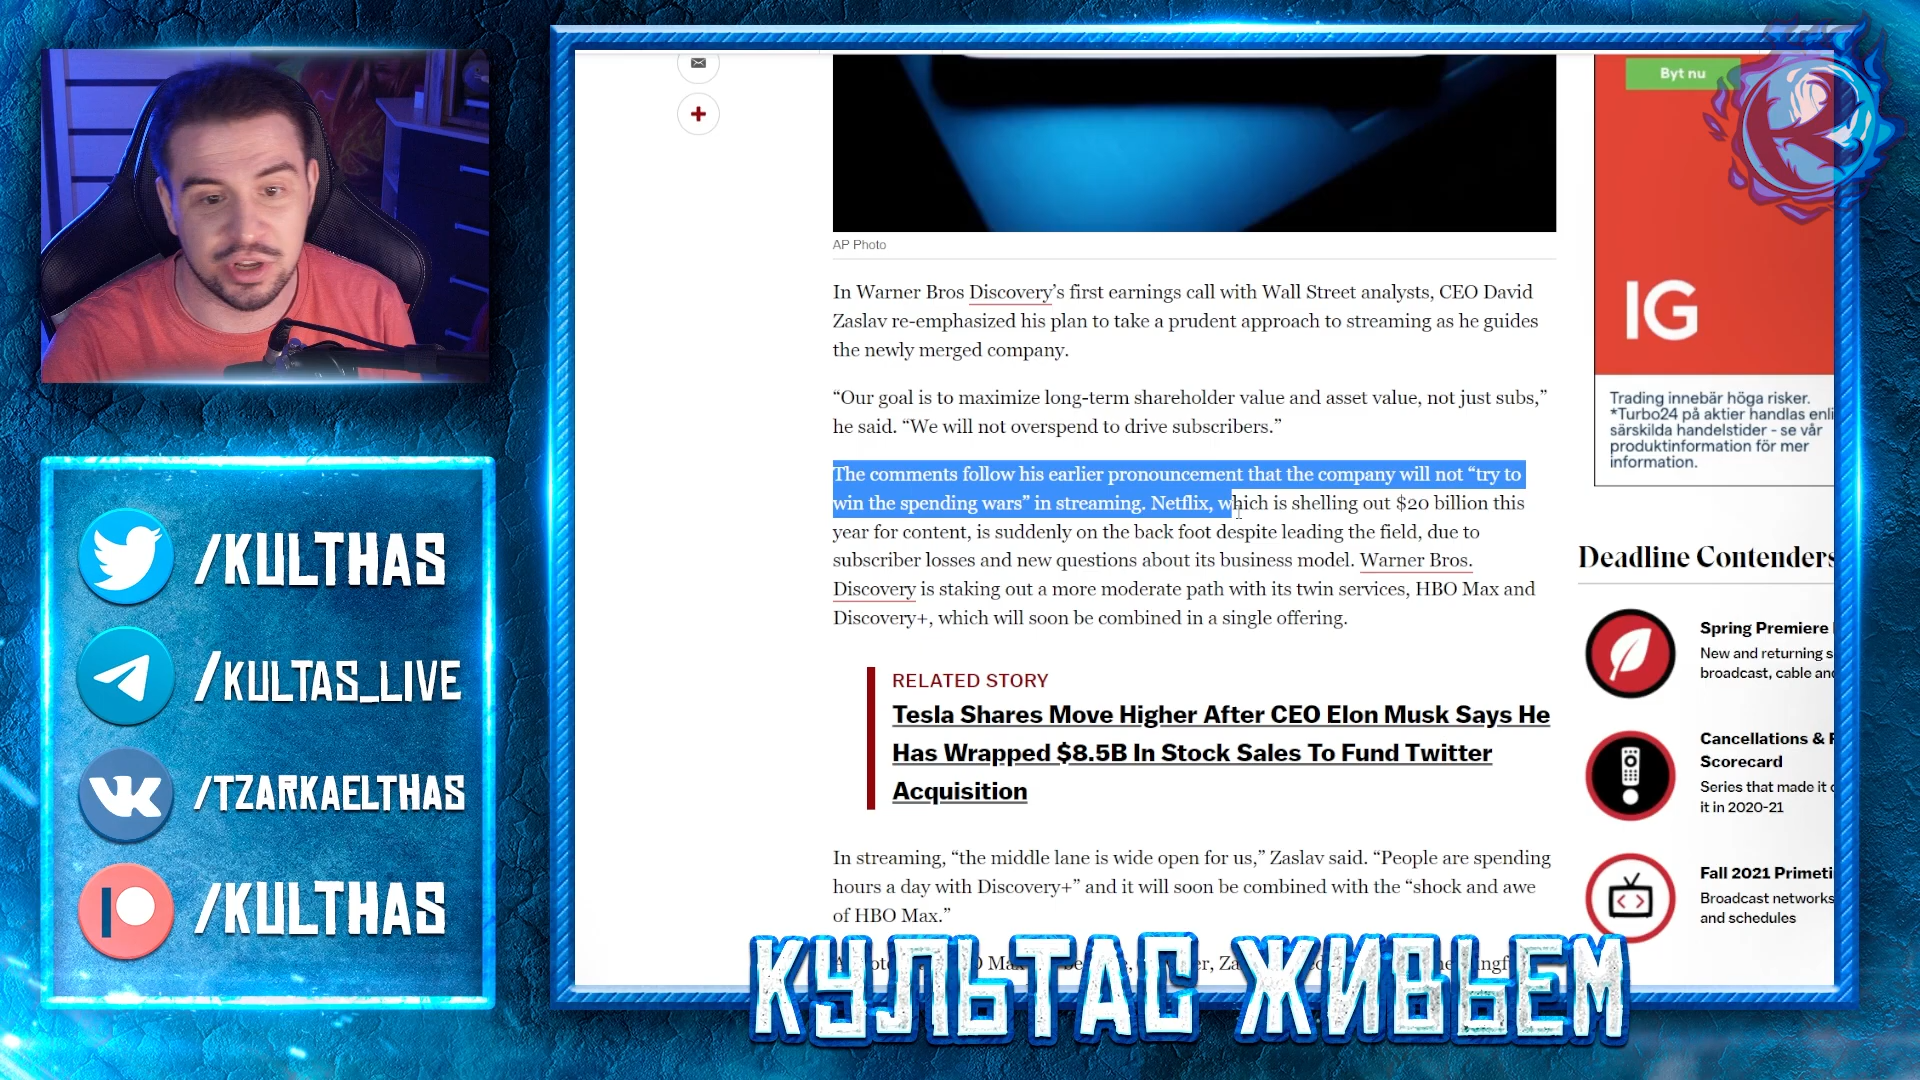 /KULTHAS
/KULTAS_LIVE
/TZARKAELTHAS
/KULTHAS
AP Photo
In Warner Bros Discovery’s first earnings call with Wall Street analysts, CEO David
Zaslav re-emphasized his plan to take a prudent approach to streaming as he guides
the newly merged company.
“Our goal is to maximize long-term shareholder value and asset value, not just subs,”
he said. “We will not overspend to drive subscribers.”
The comments follow his earlier pronouncement that the company will not “try to
win the spending wars” in streaming. Netflix, which is shelling out $20 billion this
year for content, is suddenly on the back foot despite leading the field, due to
subscriber losses and new questions about its business model. Warner Bros.
Discovery is staking out a more moderate path with its twin services, HBO Max and
Discovery+, which will soon be combined in a single offering.
RELATED STORY
Tesla Shares Move Higher After CEO Elon Musk Says He
Has Wrapped $8.5B In Stock Sales To Fund Twitter
Acquisition
In streaming, “the middle lane is wide open for us,” Zaslav said. “People are spending
hours a day with Discovery+” and it will soon be combined with the “shock and awe
of HBO Max.”
Byt nu
IG
Trading innebär höga risker.
*Turbo24 på aktier handlas enli
särskilda handelstider - se vår
produktinformation för mer
information.
Deadline Contenders
Spring Premiere
New and returning s
broadcast, cable and
Cancellations &
Scorecard
Series that made it
it in 2020-21
Fall 2021 Primeti
Broadcast networks
and schedules
КУЛЬТАС ЖИВЬЕМ